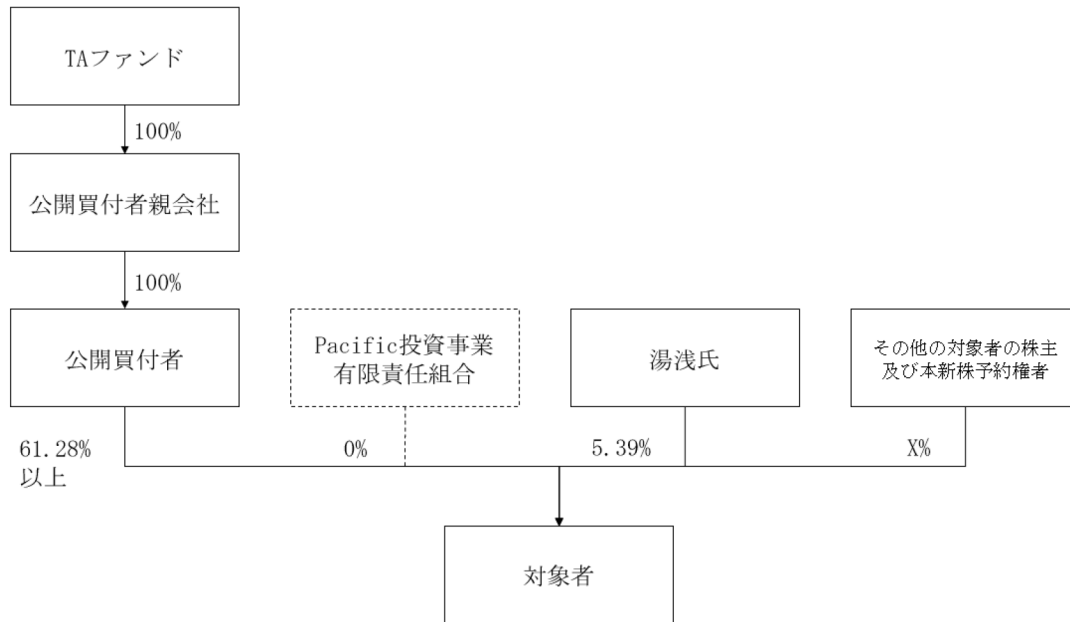 TAファンド
100%
公開買付者親会社
100%
公開買付者
Pacific投資事業
有限責任組合
湯浅氏
その他の対象者の株主
及び本新株予約権者
61.28%
以上
0%
5.39%
X%
対象者